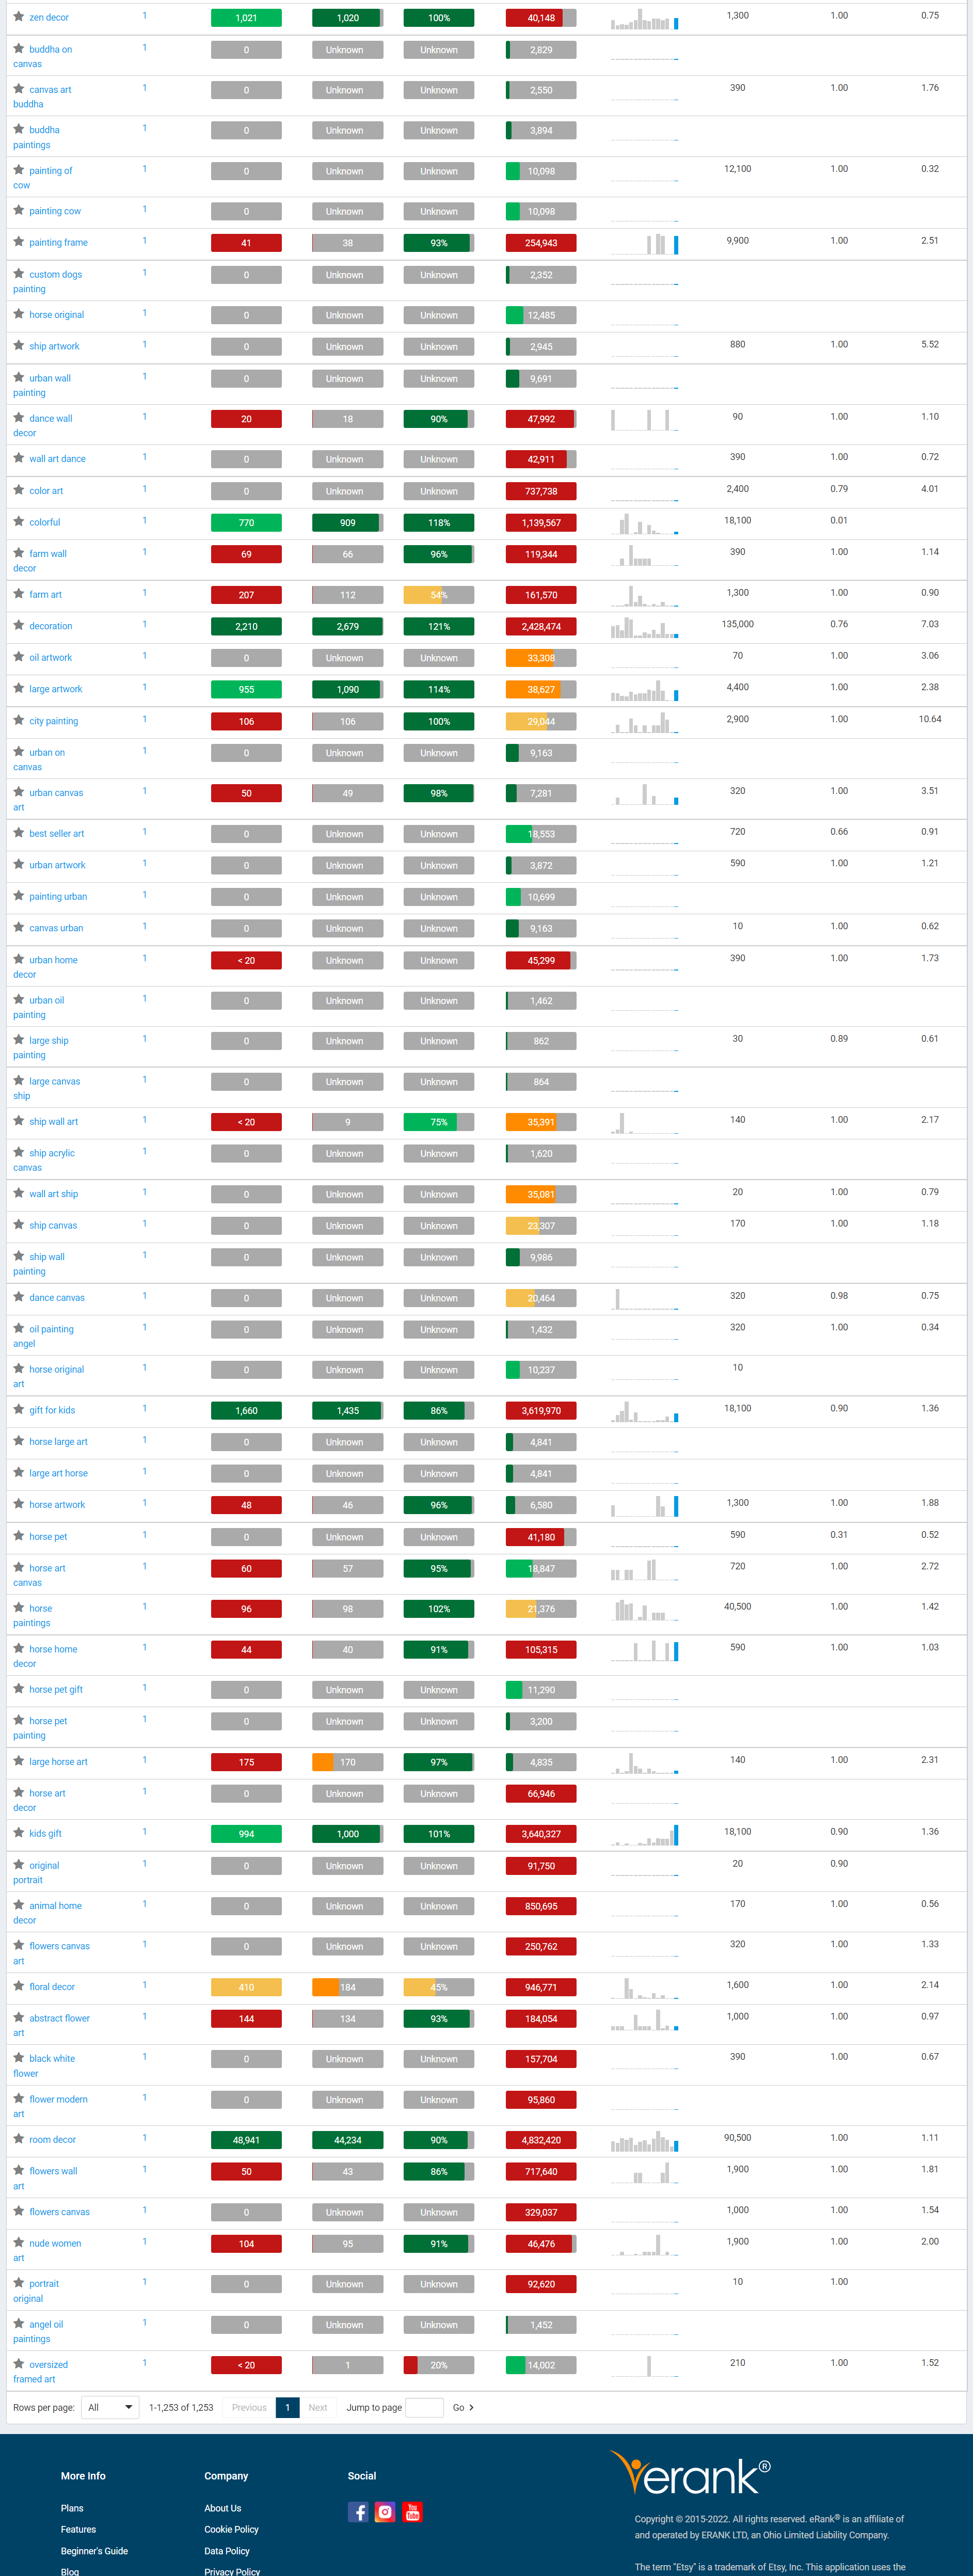 zen decor 1 1,021 1,020 100% 40,148 1,300 1.00 0.75
buddha on 1 0 Unknown Unknown 2,829
canvas
canvas art 1 0 Unknown Unknown 2,550 390 1.00 1.76
buddha
buddha 1 0 Unknown Unknown 3,894
paintings
painting of 1 0 Unknown Unknown 10,098 12,100 1.00 0.32
cow
painting cow 1 0 Unknown Unknown 10,098
painting frame 1 41 38 93% 254,943 9,900 1.00 2.51
custom dogs 1 0 Unknown Unknown 2,352
painting
horse original 1 0 Unknown Unknown 12,485
ship artwork 1 0 Unknown Unknown 2,945 880 1.00 5.52
urban wall 1 0 Unknown Unknown 9,691
painting
dance wall 1 20 18 90% 47,992 90 1.00 1.10
decor
wall art dance 1 0 Unknown Unknown 42,911 390 1.00 0.72
color art 1 0 Unknown Unknown 737,738 2,400 0.79 4.01
colorful 1 770 909 118% 1,139,567 18,100 0.01
farm wall 1 69 66 96% 119,344 390 1.00 1.14
decor
farm art 1 207 112 54% 161,570 1,300 1.00 0.90
decoration 1 2,210 2,679 121% 2,428,474 135,000 0.76 7.03
oil artwork 1 0 Unknown Unknown 33,308 70 1.00 3.06
large artwork 1 955 1,090 114% 38,627 4,400 1.00 2.38
city painting 1 106 106 100% 29,044 2,900 1.00 10.64
urban on 1 0 Unknown Unknown 9,163
canvas
urban canvas 1 50 49 98% 7,281 320 1.00 3.51
art
best seller art 1 0 Unknown Unknown 18,553 720 0.66 0.91
urban artwork 1 0 Unknown Unknown 3,872 590 1.00 1.21
painting urban 1 0 Unknown Unknown 10,699
canvas urban 1 0 Unknown Unknown 9,163 10 1.00 0.62
urban home 1 < 20 Unknown Unknown 45,299 390 1.00 1.73
decor
urban oil 1 0 Unknown Unknown 1,462
painting
large ship 1 0 Unknown Unknown 862 30 0.89 0.61
painting
large canvas 1 0 Unknown Unknown 864
ship
ship wall art 1 < 20 9 75% 35,391 140 1.00 2.17
ship acrylic 1 0 Unknown Unknown 1,620
canvas
wall art ship 1 0 Unknown Unknown 35,081 20 1.00 0.79
ship canvas 1 0 Unknown Unknown 23,307 170 1.00 1.18
ship wall 1 0 Unknown Unknown 9,986
painting
dance canvas 1 0 Unknown Unknown 20,464 320 0.98 0.75
oil painting 1 0 Unknown Unknown 1,432 320 1.00 0.34
angel
horse original 1 0 Unknown Unknown 10,237 10
art
gift for kids 1 1,660 1,435 86% 3,619,970 18,100 0.90 1.36
horse large art 1 0 Unknown Unknown 4,841
large art horse 1 0 Unknown Unknown 4,841
horse artwork 1 48 46 96% 6,580 1,300 1.00 1.88
horse pet 1 0 Unknown Unknown 41,180 590 0.31 0.52
horse art 1 60 57 95% 18,847 720 1.00 2.72
canvas
horse 1 96 98 102% 21,376 40,500 1.00 1.42
paintings
horse home 1 44 40 91% 105,315 590 1.00 1.03
decor
horse pet gift 1 0 Unknown Unknown 11,290
horse pet 1 0 Unknown Unknown 3,200
painting
large horse art 1 175 170 97% 4,835 140 1.00 2.31
horse art 1 0 Unknown Unknown 66,946
decor
kids gift 1 994 1,000 101% 3,640,327 18,100 0.90 1.36
original 1 0 Unknown Unknown 91,750 20 0.90
portrait
animal home 1 0 Unknown Unknown 850,695 170 1.00 0.56
decor
flowers canvas 1 0 Unknown Unknown 250,762 320 1.00 1.33
art
floral decor 1 410 184 45% 946,771 1,600 1.00 2.14
abstract flower 1 144 134 93% 184,054 1,000 1.00 0.97
art
black white 1 0 Unknown Unknown 157,704 390 1.00 0.67
flower
flower modern 1 0 Unknown Unknown 95,860
art
room decor 1 48,941 44,234 90% 4,832,420 90,500 1.00 1.11
flowers wall 1 50 43 86% 717,640 1,900 1.00 1.81
art
flowers canvas 1 0 Unknown Unknown 329,037 1,000 1.00 1.54
nude women 1 104 95 91% 46,476 1,900 1.00 2.00
art
portrait 1 0 Unknown Unknown 92,620 10 1.00
original
angel oil 1 0 Unknown Unknown 1,452
paintings
oversized 1 < 20 1 20% 14,002 210 1.00 1.52
framed art
Rows per page: All 1-1,253 of 1,253 Previous 1 Next Jump to page Go
More Info Company Social erank®
Plans About Us
Features Cookie Policy
Beginner's Guide Data Policy
Blog Privacy Policy
Copyright © 2015-2022. All rights reserved. eRank® is an affiliate of
and operated by ERANK LTD, an Ohio Limited Liability Company.
The term "Etsy" is a trademark of Etsy, Inc. This application uses the